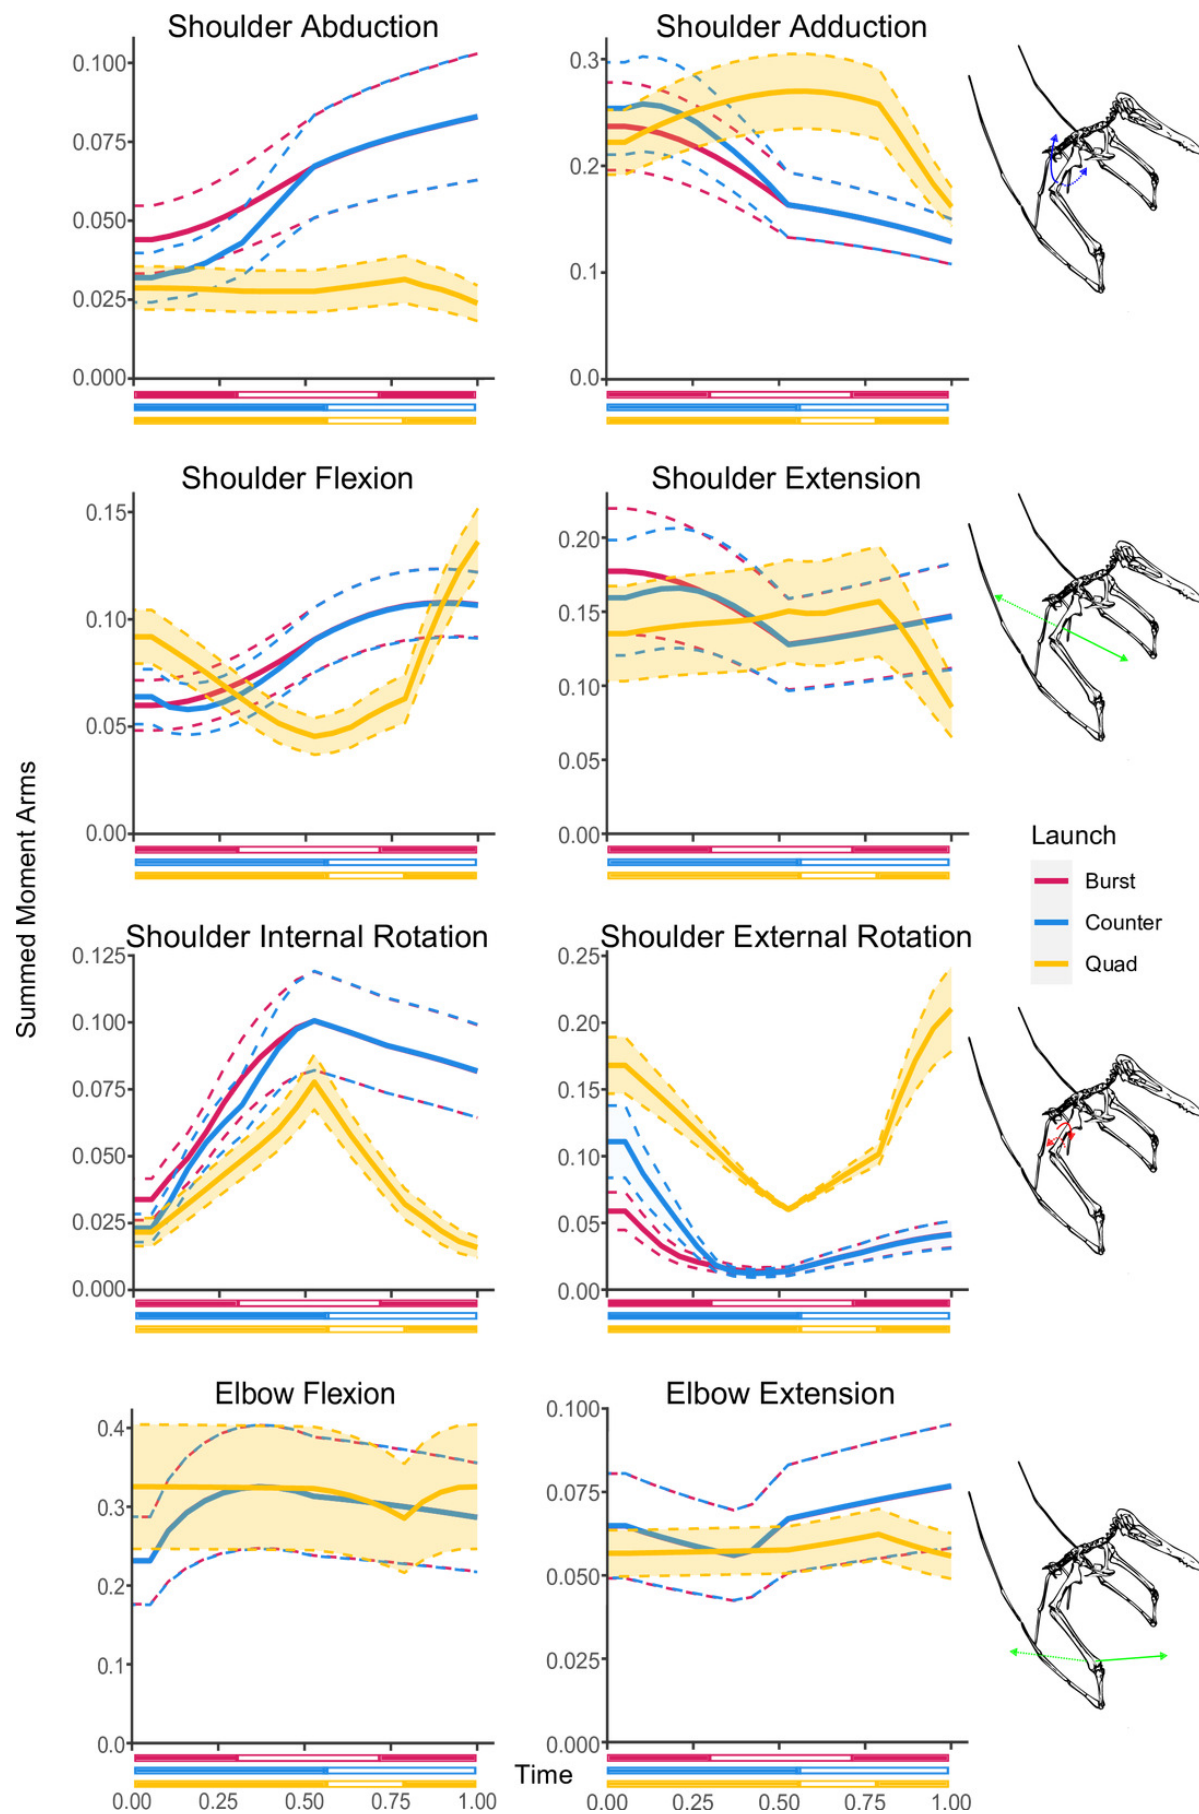 Shoulder Abduction
0.100
0.075
0.050
0.025
0.000
Shoulder Adduction
0.3
0.2
0.1
0.0
Shoulder Flexion
0.15
0.10
0.05
0.00
Shoulder Extension
0.20
0.15
0.10
0.05
0.00
Summed Moment Arms
Launch
Burst
Counter
Quad
Shoulder Internal Rotation
0.125
0.100
0.075
0.050
0.025
0.000
Shoulder External Rotation
0.25
0.20
0.15
0.10
0.05
0.00
Elbow Flexion
0.4
0.3
0.2
0.1
0.0
0.00 0.25 0.50 0.75 1.00
Elbow Extension
0.100
0.075
0.050
0.025
0.000
0.00 0.25 0.50 0.75 1.00
Time